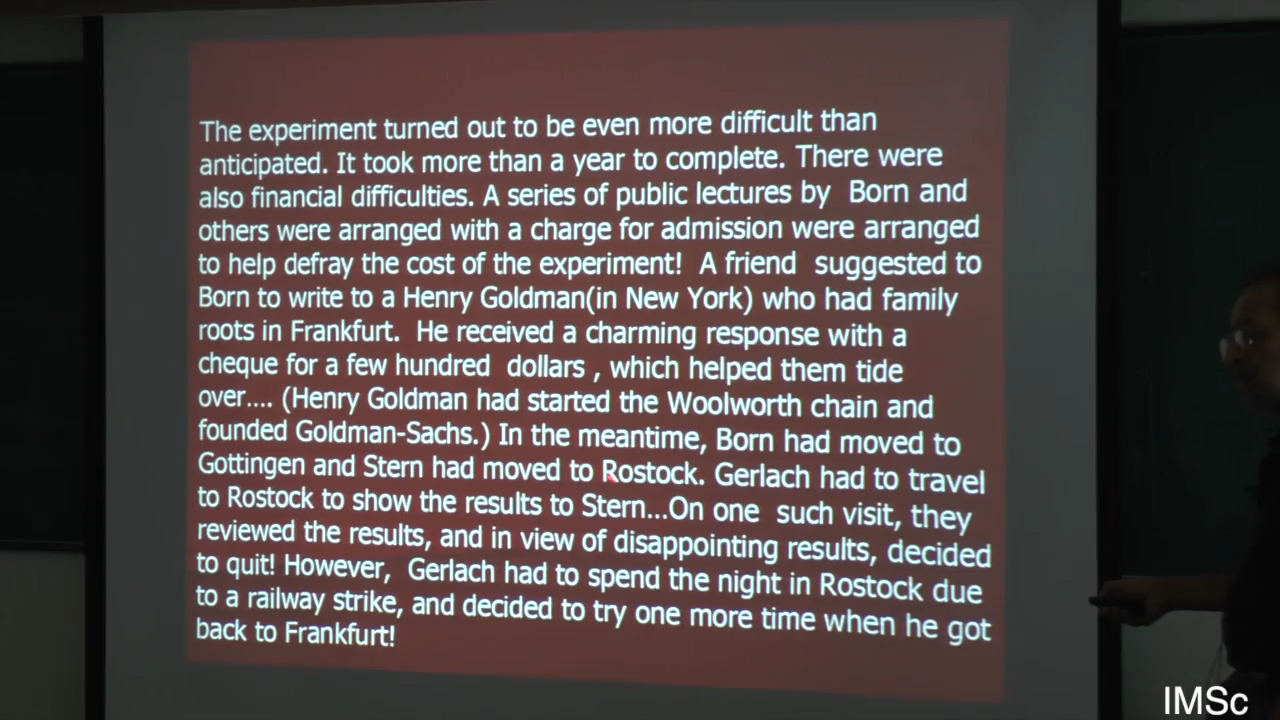 The experiment turned out to be even more difficult than
anticipated. It took more than a year to complete. There were
also financial difficulties. A series of public lectures by Born and
others were arranged with a charge for admission were arranged
to help defray the cost of the experiment! A friend suggested to
Born to write to a Henry Goldman(in New York) who had family
roots in Frankfurt. He received a charming response with a
cheque for a few hundred dollars , which helped them tide
over.... (Henry Goldman had started the Woolworth chain and
founded Goldman-Sachs.) In the meantime, Born had moved to
Gottingen and Stern had moved to Rostock. Gerlach had to travel
to Rostock to show the results to Stern...On one such visit, they
reviewed the results, and in view of disappointing results, decided
to quit! However, Gerlach had to spend the night in Rostock due
to a railway strike, and decided to try one more time when he got
back to Frankfurt!
IMSc